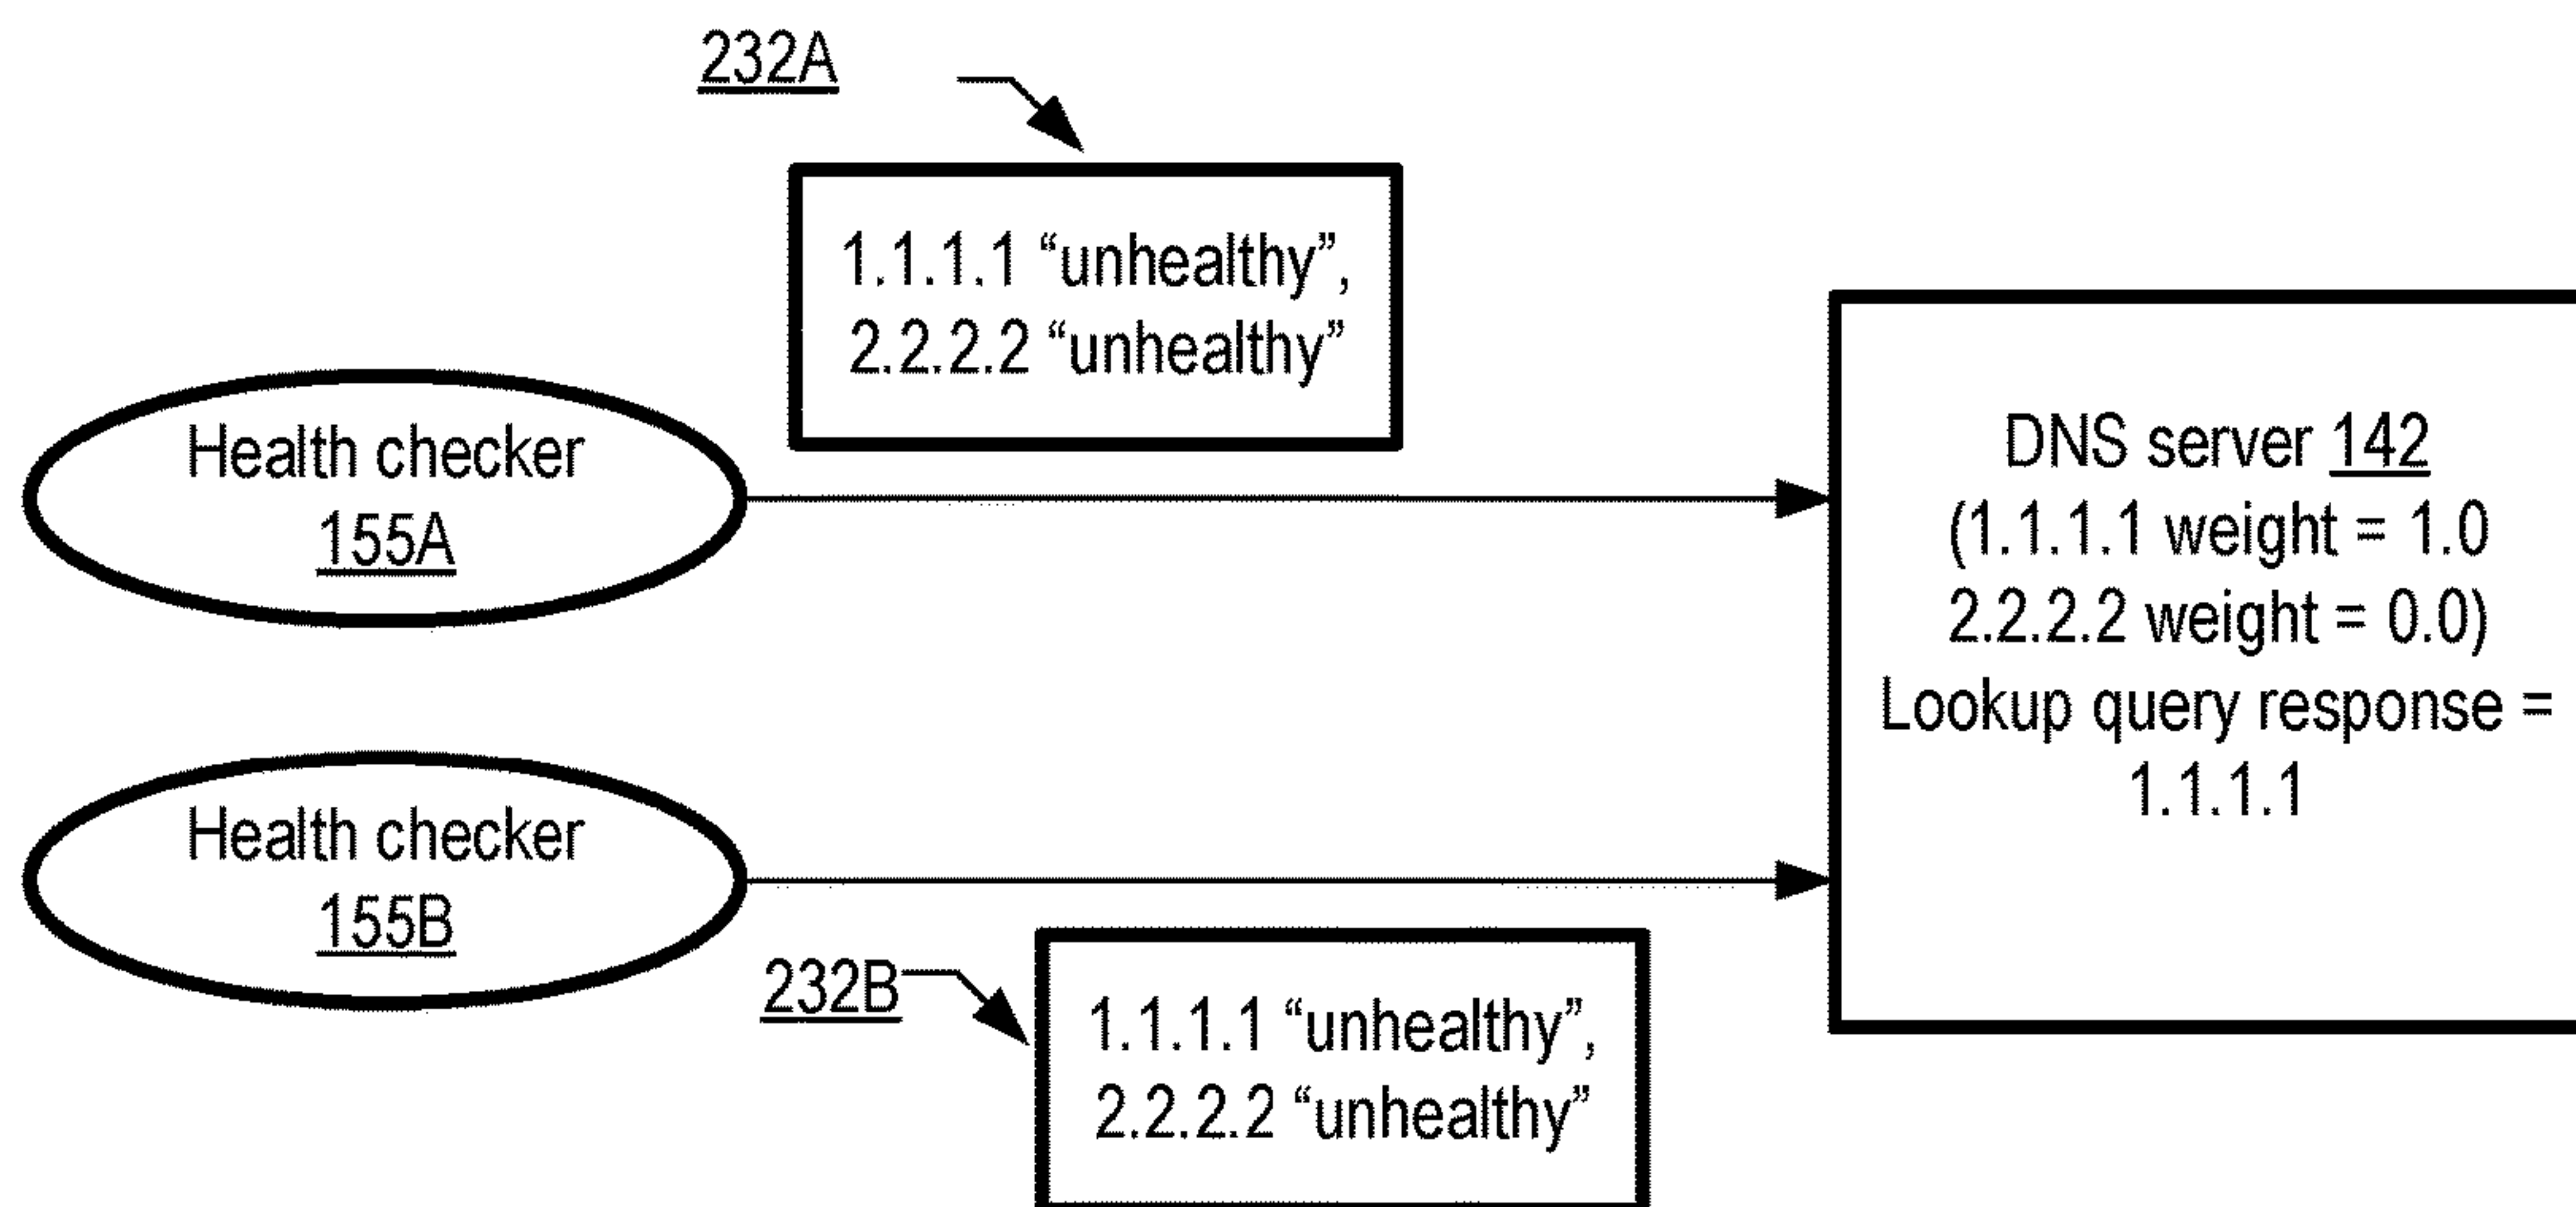 232A
1.1.1.1 “unhealthy”,
2.2.2.2 “unhealthy”
Health checker
155A
DNS server 142
(1.1.1.1 weight = 1.0
2.2.2.2 weight = 0.0)
Lookup query response =
1.1.1.1
Health checker
155B
232B
1.1.1.1 “unhealthy”,
2.2.2.2 “unhealthy”